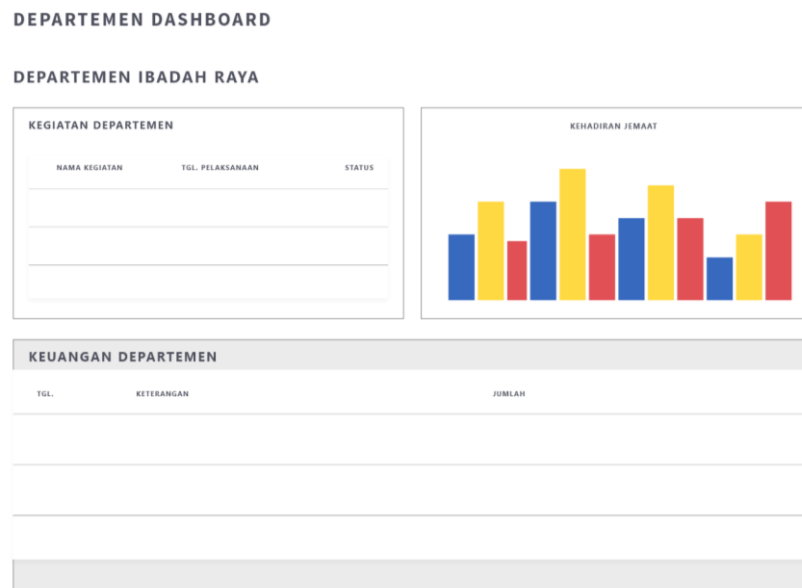 DEPARTEMEN DASHBOARD
DEPARTEMEN IBADAH RAYA
KEGIATAN DEPARTEMEN
NAMA KEGIATAN TGL. PELAKSANAAN STATUS
KEHADIRAN JEMAAT
KEUANGAN DEPARTEMEN
TGL. KETERANGAN JUMLAH